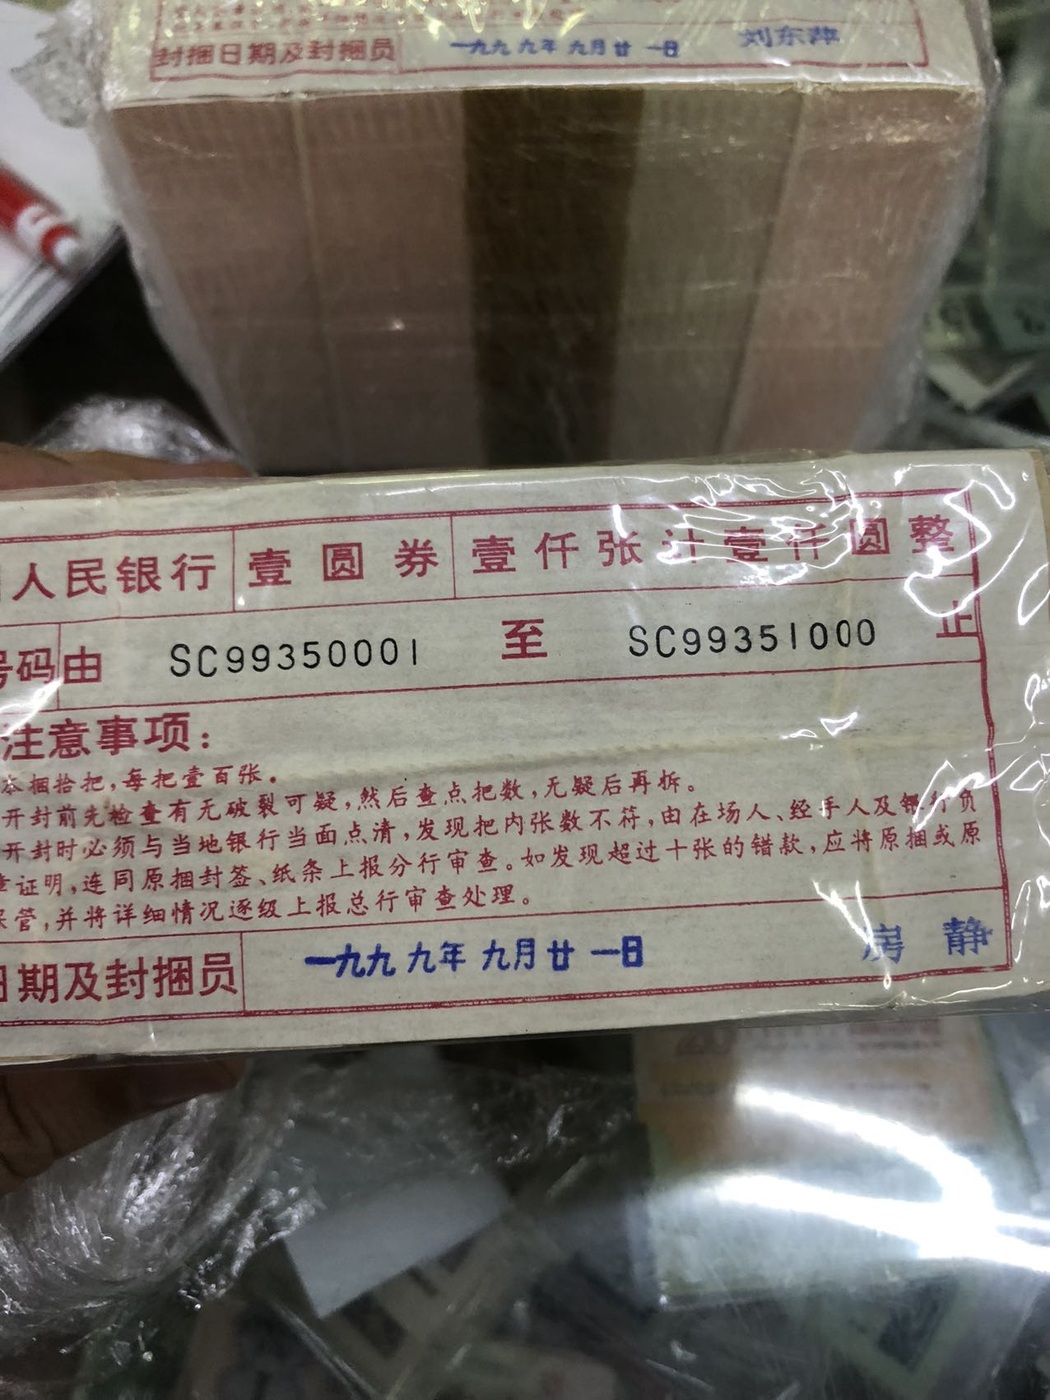 封捆日期及封捆员 一九九九年九月廿一日 刘东萍
人民银行 壹圆券 壹仟张计壹仟圆整
号码由 SC99350001 至 SC99351000 止
注意事项：
本捆拾把，每把壹百张。
开封前先检查有无破裂可疑，然后查点把数，无疑后再拆。
开封时必须与当地银行当面点清，发现把内张数不符，由在场人、经手人及银行员
章证明，连同原捆封签、纸条上报分行审查。如发现超过十张的错款，应将原捆或原
保管，并将详细情况逐级上报总行审查处理。
日期及封捆员 一九九九年九月廿一日 房静